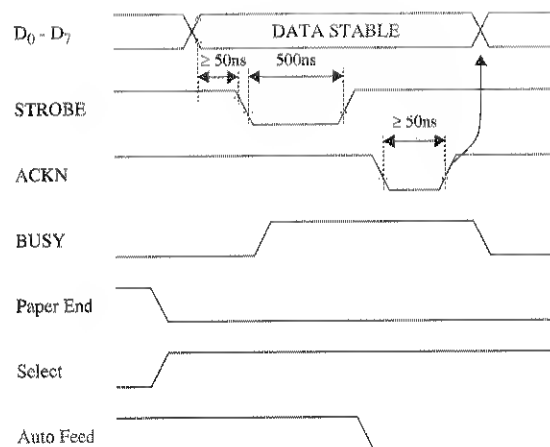 D₀ - D₇
DATA STABLE
≥ 50ns
500ns
STROBE
≥ 50ns
ACKN
BUSY
Paper End
Select
Auto Feed